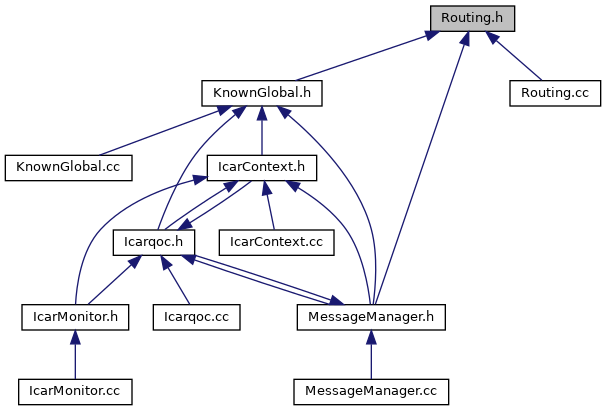 Routing.h
KnownGlobal.h
Routing.cc
KnownGlobal.cc
IcarContext.h
Icarqoc.h
IcarContext.cc
IcarMonitor.h
Icarqoc.cc
MessageManager.h
IcarMonitor.cc
MessageManager.cc